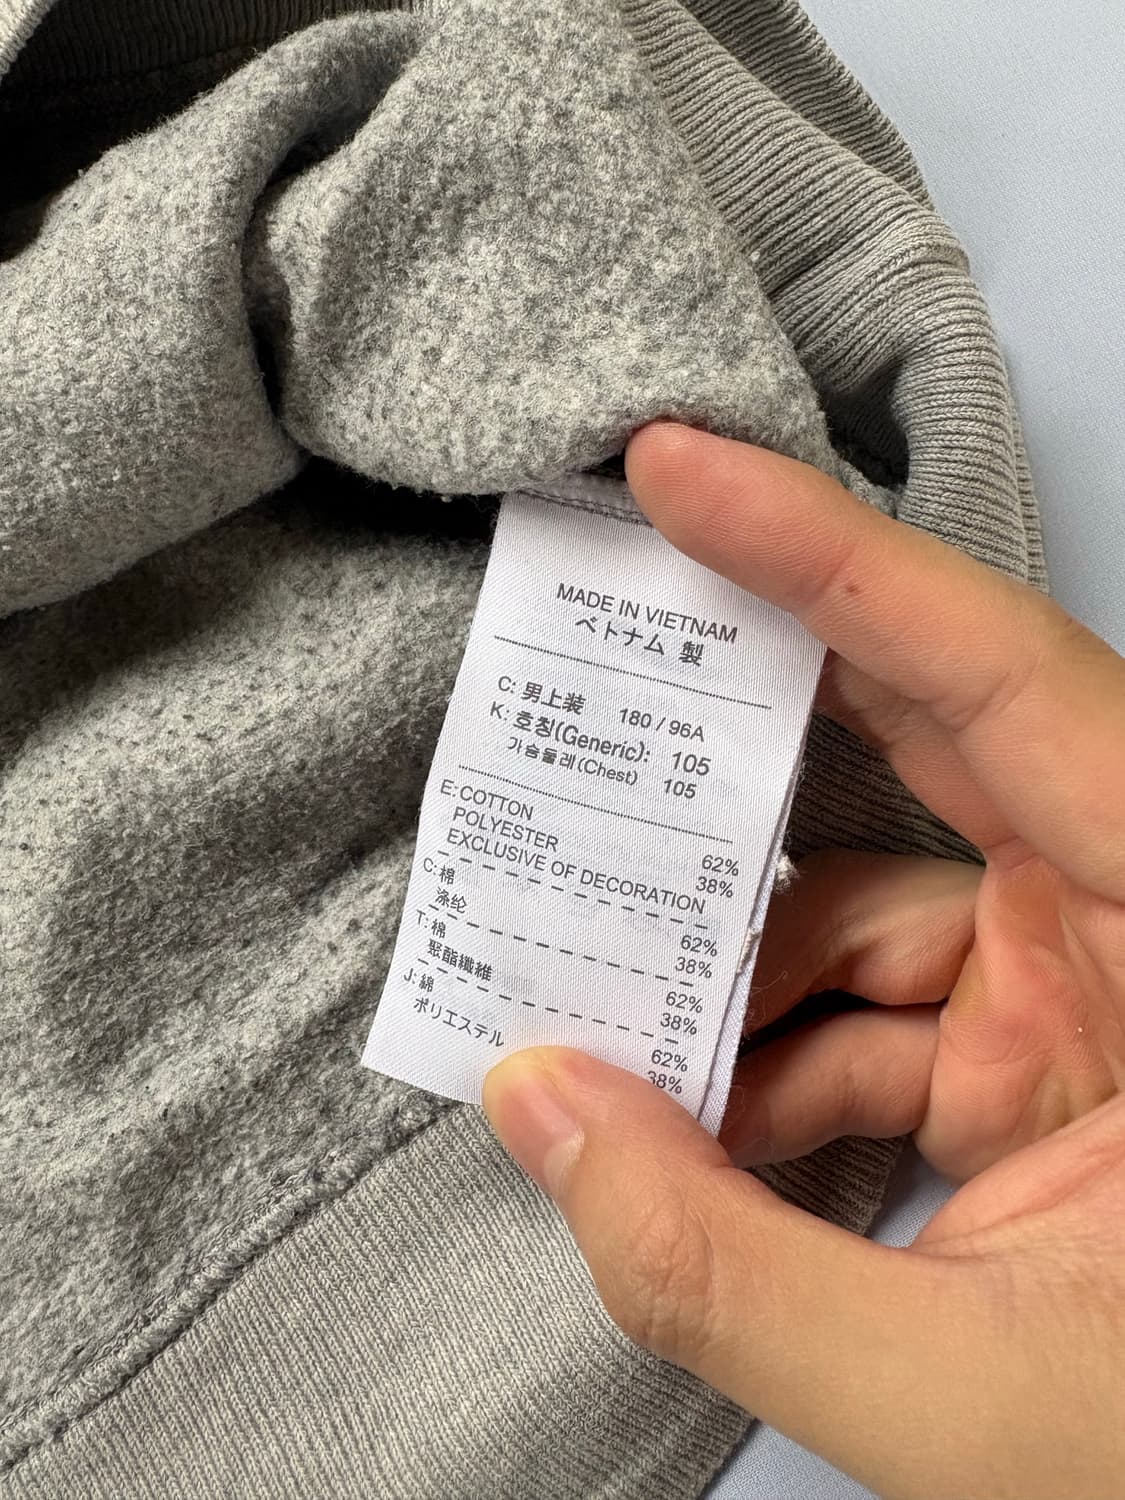 MADE IN VIETNAM
ベトナム 製
C: 男上装 180 / 96A
K: 호칭(Generic): 105
가슴둘레(Chest) 105
E: COTTON 62%
POLYESTER 38%
EXCLUSIVE OF DECORATION
C: 棉 62%
涤纶 38%
T: 棉 62%
聚酯纖維 38%
J: 綿 62%
ポリエステル 38%